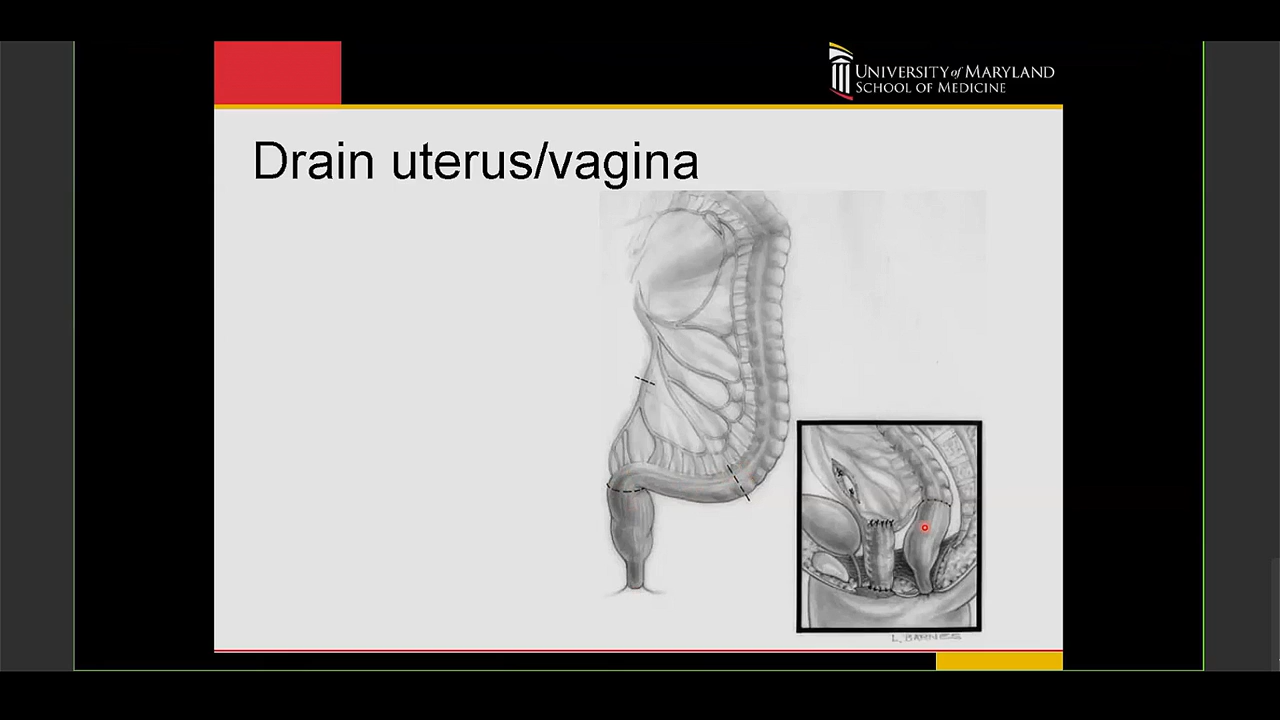 UNIVERSITY of MARYLAND
SCHOOL OF MEDICINE
Drain uterus/vagina
L. BARNES